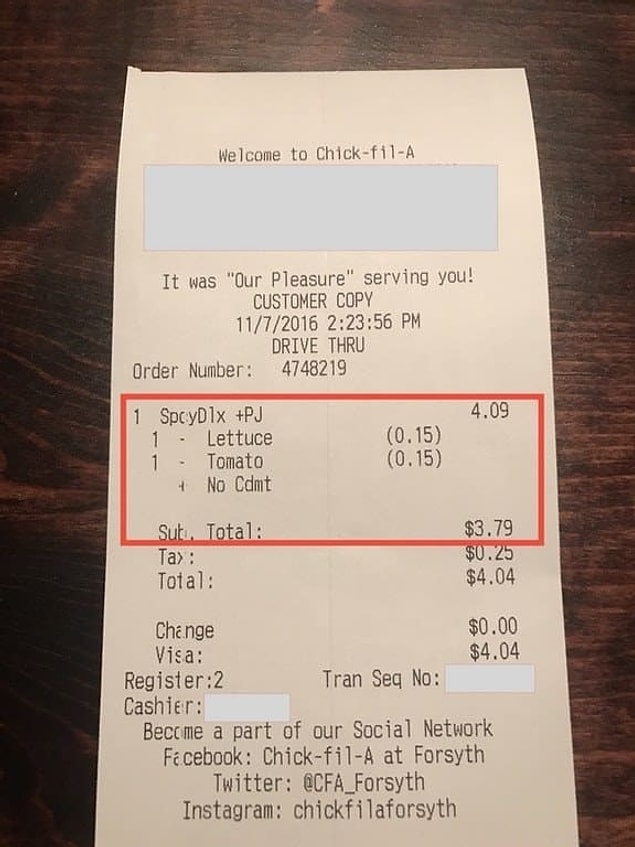 Welcome to Chick-fil-A
It was "Our Pleasure" serving you!
CUSTOMER COPY
11/7/2016 2:23:56 PM
DRIVE THRU
Order Number: 4748219
1 SpcyDlx +PJ 4.09
1 - Lettuce (0.15)
1 - Tomato (0.15)
+ No Cdmt
Sub. Total: $3.79
Tax: $0.25
Total: $4.04
Change $0.00
Visa: $4.04
Register:2 Tran Seq No:
Cashier:
Become a part of our Social Network
Facebook: Chick-fil-A at Forsyth
Twitter: @CFA_Forsyth
Instagram: chickfilaforsyth